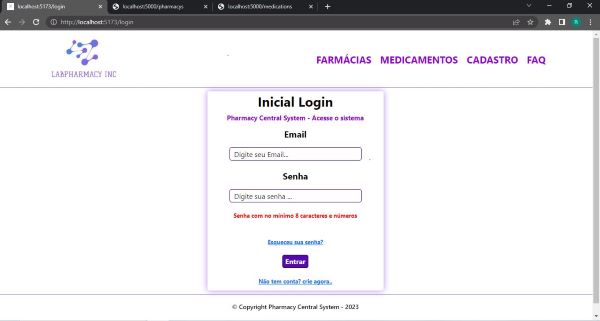 localhost:5173/login
localhost:5000/pharmacys
localhost:5000/medications
http://localhost:5173/login
LABPHARMACY INC
FARMÁCIAS MEDICAMENTOS CADASTRO FAQ
Inicial Login
Pharmacy Central System - Acesse o sistema
Email
Digite seu Email...
Senha
Digite sua senha ...
Senha com no mínimo 8 caracteres e números
Esqueceu sua senha?
Entrar
Não tem conta? crie agora..
© Copyright Pharmacy Central System - 2023